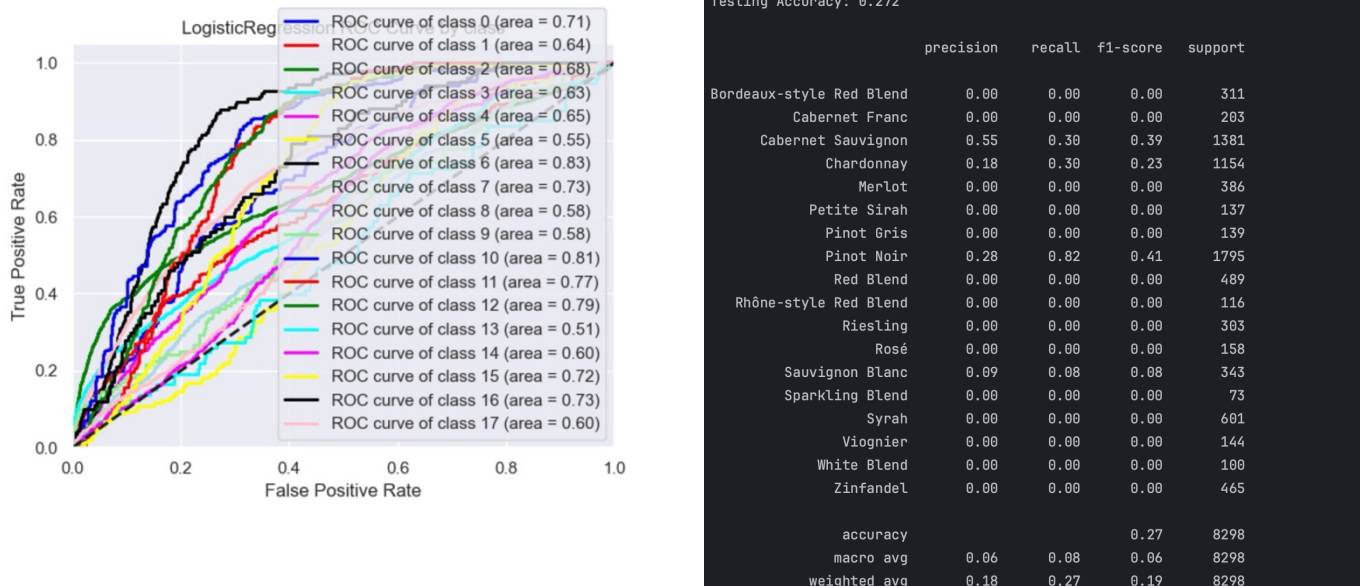 LogisticRegression ROC Curve by class
ROC curve of class 0 (area = 0.71)
ROC curve of class 1 (area = 0.64)
ROC curve of class 2 (area = 0.68)
ROC curve of class 3 (area = 0.63)
ROC curve of class 4 (area = 0.65)
ROC curve of class 5 (area = 0.55)
ROC curve of class 6 (area = 0.83)
ROC curve of class 7 (area = 0.73)
ROC curve of class 8 (area = 0.58)
ROC curve of class 9 (area = 0.58)
ROC curve of class 10 (area = 0.81)
ROC curve of class 11 (area = 0.77)
ROC curve of class 12 (area = 0.79)
ROC curve of class 13 (area = 0.51)
ROC curve of class 14 (area = 0.60)
ROC curve of class 15 (area = 0.72)
ROC curve of class 16 (area = 0.73)
ROC curve of class 17 (area = 0.60)
True Positive Rate
1.0
0.8
0.6
0.4
0.2
0.0
0.0 0.2 0.4 0.6 0.8 1.0
False Positive Rate
Testing Accuracy: 0.272
precision recall f1-score support
Bordeaux-style Red Blend 0.00 0.00 0.00 311
Cabernet Franc 0.00 0.00 0.00 203
Cabernet Sauvignon 0.55 0.30 0.39 1381
Chardonnay 0.18 0.30 0.23 1154
Merlot 0.00 0.00 0.00 386
Petite Sirah 0.00 0.00 0.00 137
Pinot Gris 0.00 0.00 0.00 139
Pinot Noir 0.28 0.82 0.41 1795
Red Blend 0.00 0.00 0.00 489
Rhône-style Red Blend 0.00 0.00 0.00 116
Riesling 0.00 0.00 0.00 303
Rosé 0.00 0.00 0.00 158
Sauvignon Blanc 0.09 0.08 0.08 343
Sparkling Blend 0.00 0.00 0.00 73
Syrah 0.00 0.00 0.00 601
Viognier 0.00 0.00 0.00 144
White Blend 0.00 0.00 0.00 100
Zinfandel 0.00 0.00 0.00 465
accuracy 0.27 8298
macro avg 0.06 0.08 0.06 8298
weighted avg 0.18 0.27 0.19 8298